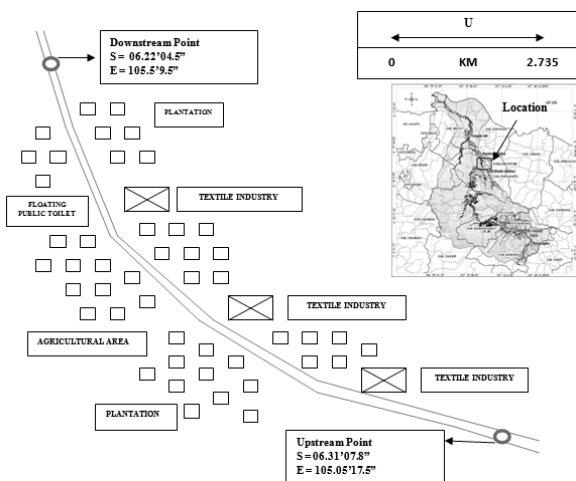 U
0 KM 2.735
Downstream Point
S = 06.22'04.5"
E = 105.5'9.5"
Location
PLANTATION
FLOATING
PUBLIC TOILET
TEXTILE INDUSTRY
TEXTILE INDUSTRY
AGRICULTURAL AREA
TEXTILE INDUSTRY
PLANTATION
Upstream Point
S = 06.31'07.8"
E = 105.05'17.5"